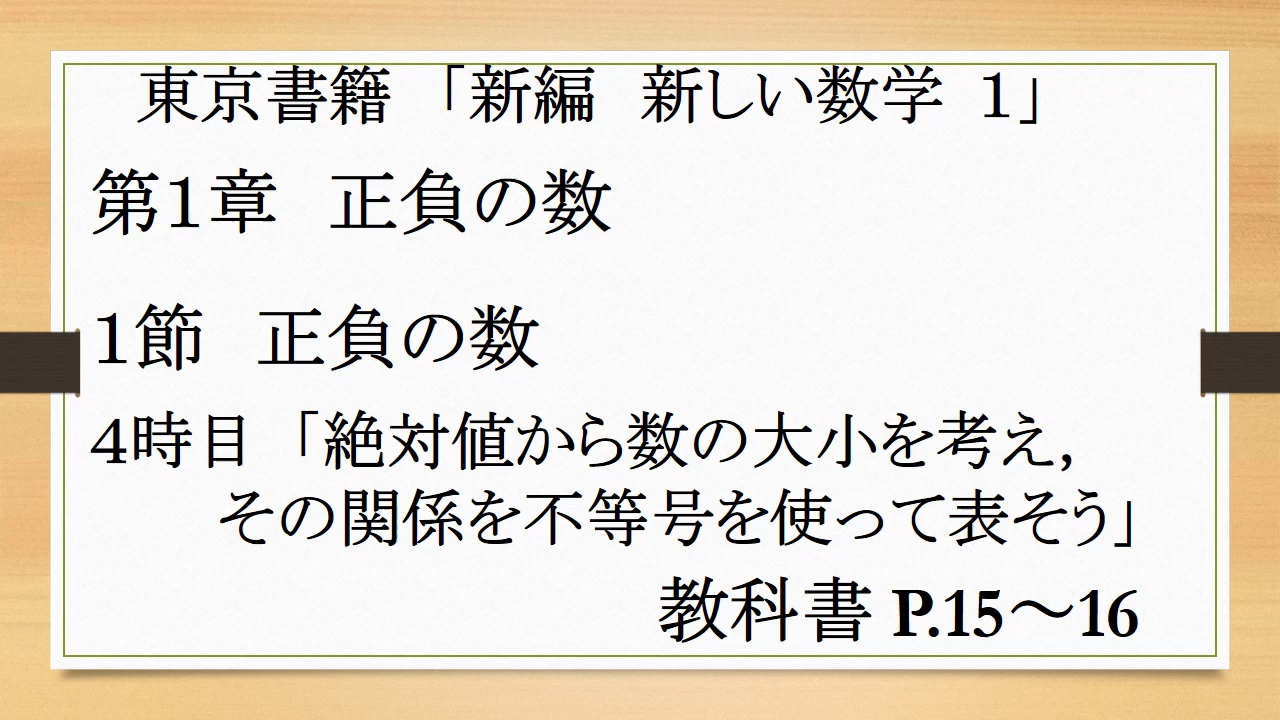 東京書籍 「新編　新しい数学 １」
第１章　正負の数
１節　正負の数
４時目 「絶対値から数の大小を考え，
その関係を不等号を使って表そう」
教科書 P.15～16